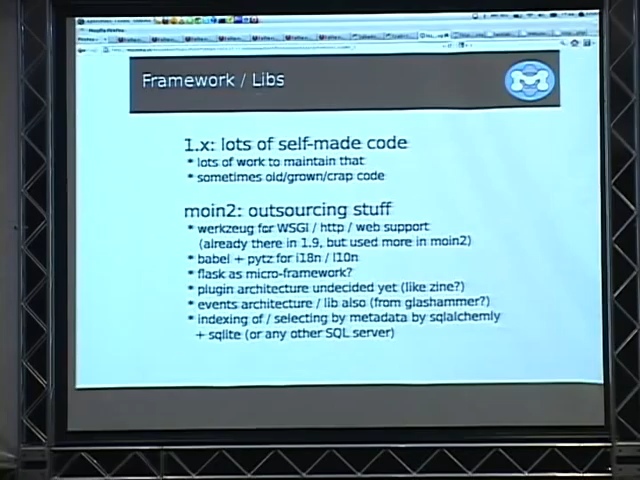 Framework / Libs
1.x: lots of self-made code
* lots of work to maintain that
* sometimes old/grown/crap code
moin2: outsourcing stuff
* werkzeug for WSGI / http / web support
(already there in 1.9, but used more in moin2)
* babel + pytz for i18n / l10n
* flask as micro-framework?
* plugin architecture undecided yet (like zine?)
* events architecture / lib also (from glashammer?)
* indexing of / selecting by metadata by sqlalchemly
+ sqlite (or any other SQL server)